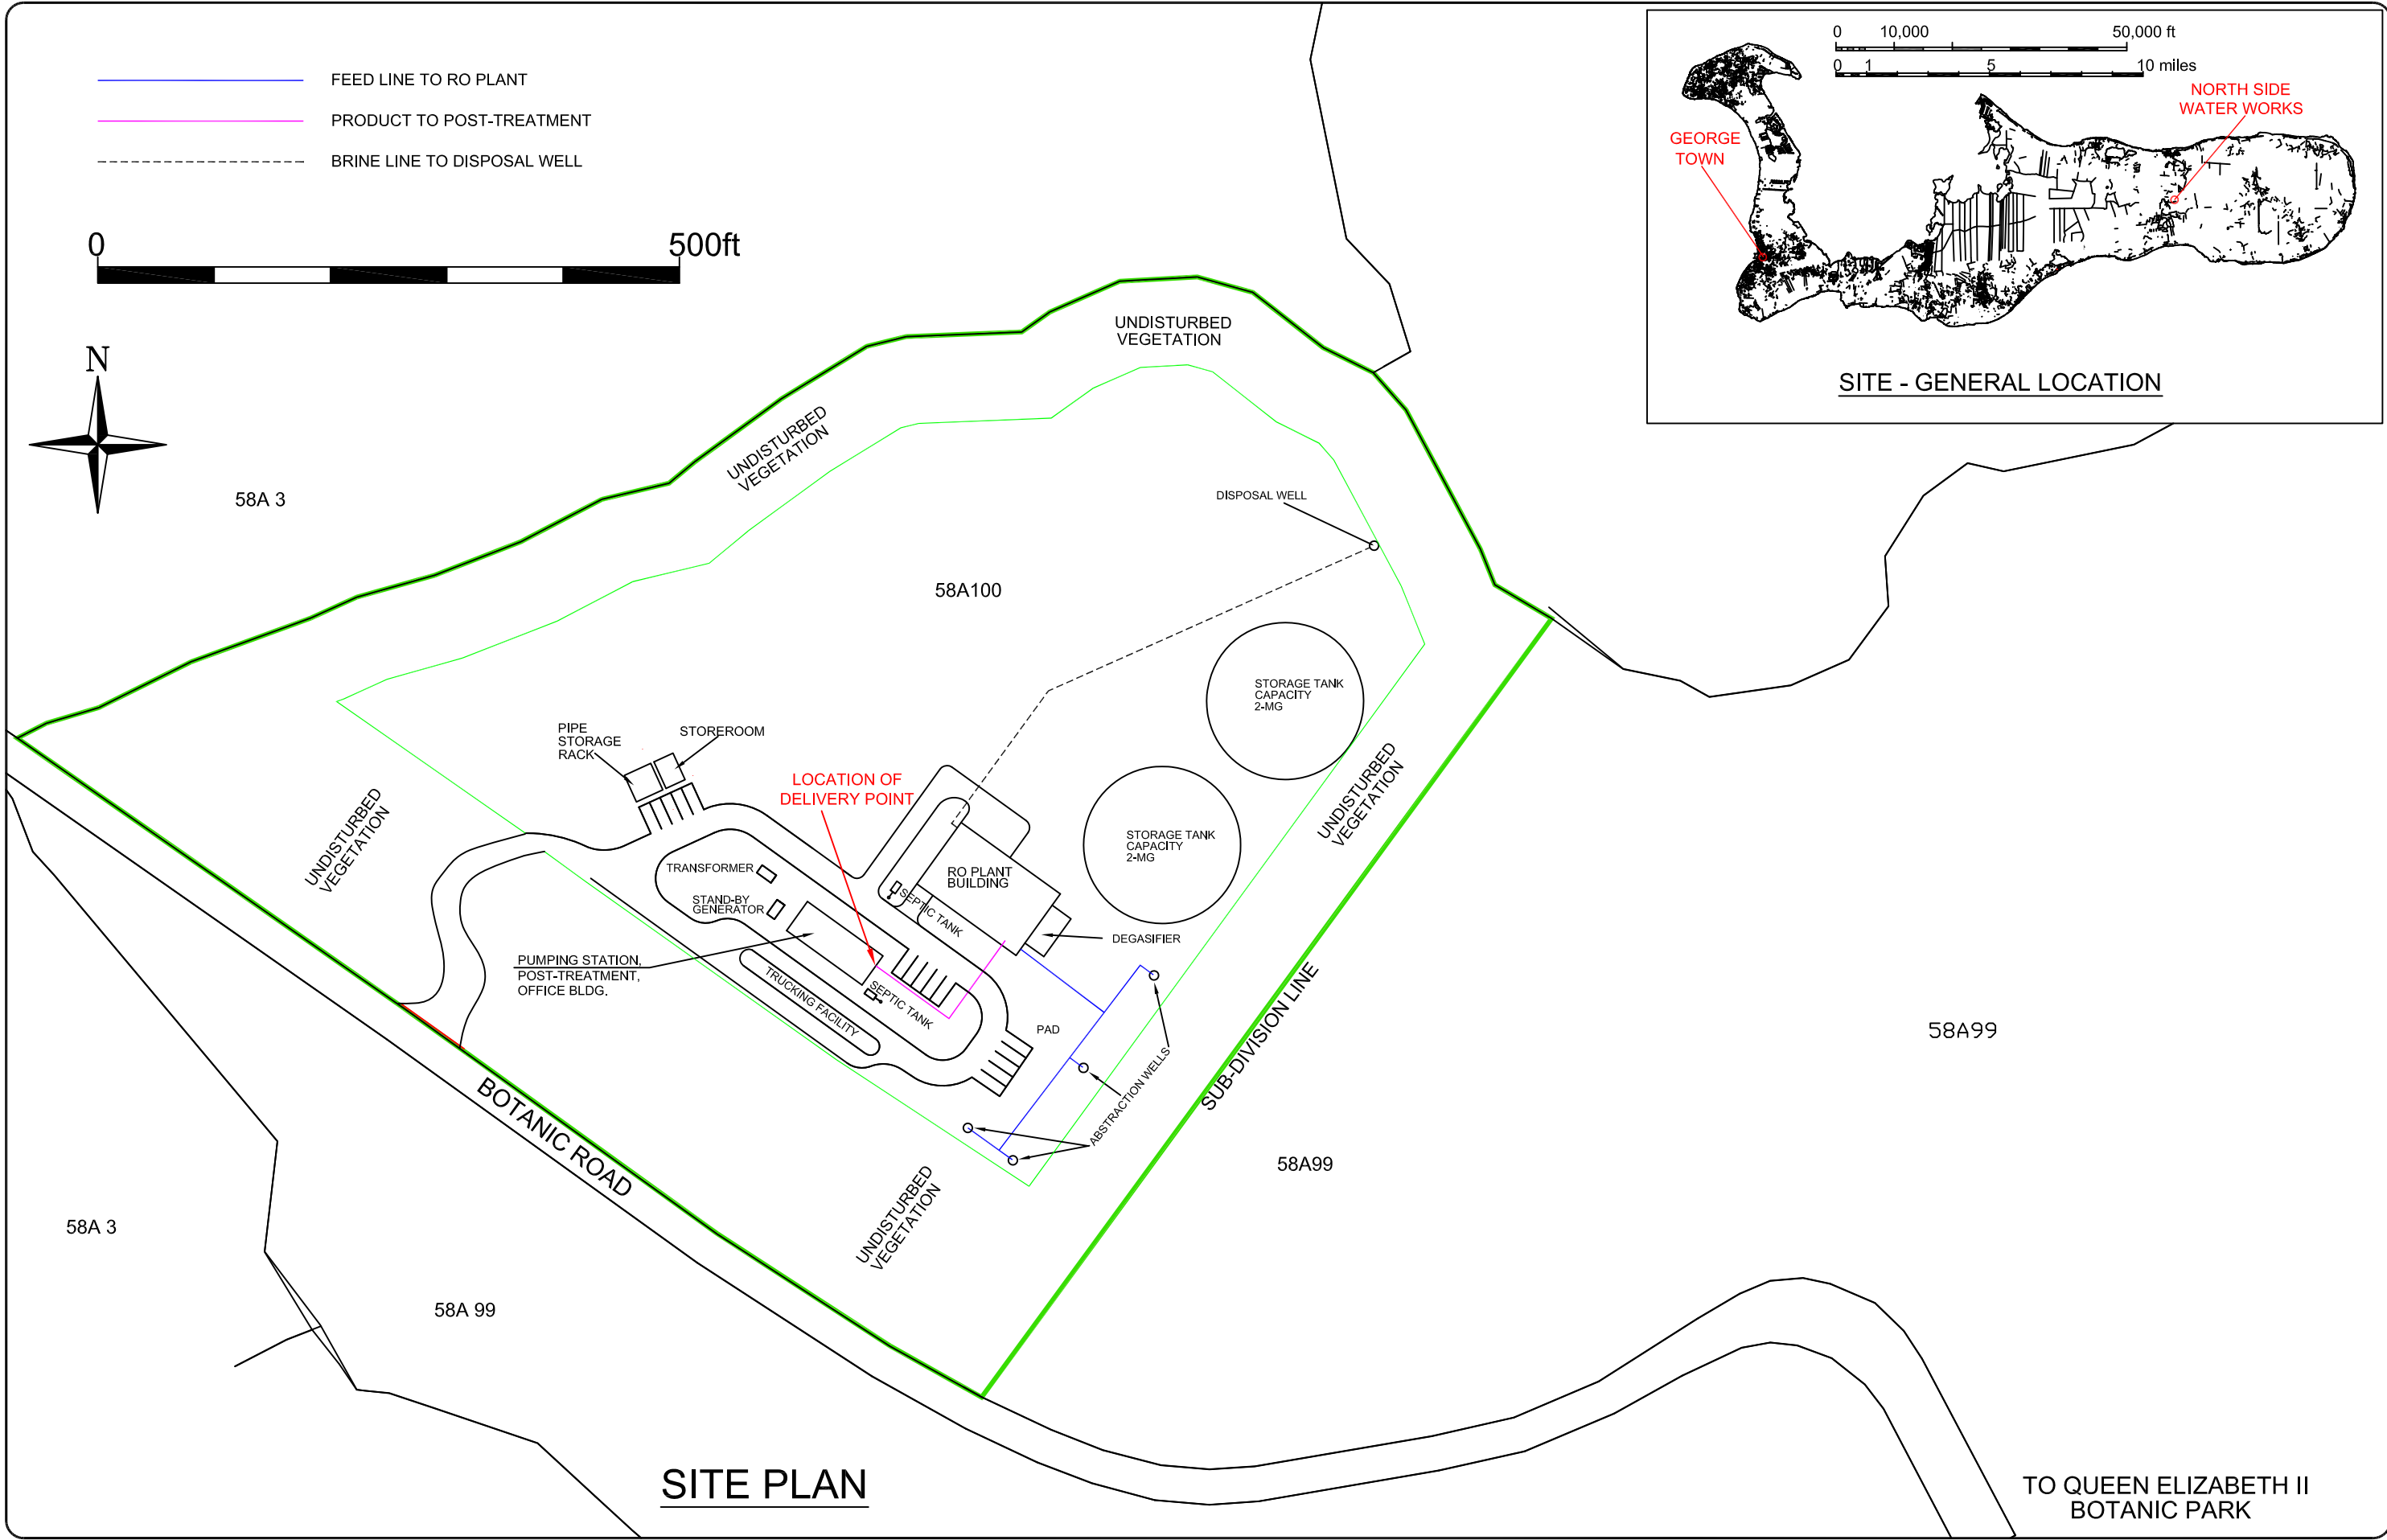 FEED LINE TO RO PLANT
PRODUCT TO POST-TREATMENT
BRINE LINE TO DISPOSAL WELL
0 500ft
N
0 10,000 50,000 ft
0 1 5 10 miles
NORTH SIDE
WATER WORKS
GEORGE
TOWN
SITE - GENERAL LOCATION
UNDISTURBED
VEGETATION
UNDISTURBED
VEGETATION
58A 3
DISPOSAL WELL
58A100
STORAGE TANK
CAPACITY
2-MG
PIPE
STORAGE
RACK
STOREROOM
LOCATION OF
DELIVERY POINT
UNDISTURBED
VEGETATION
UNDISTURBED
VEGETATION
STORAGE TANK
CAPACITY
2-MG
TRANSFORMER
RO PLANT
BUILDING
STAND-BY
GENERATOR
SEPTIC TANK
DEGASIFIER
PUMPING STATION,
POST-TREATMENT,
OFFICE BLDG.
TRUCKING FACILITY
SEPTIC TANK
PAD
ABSTRACTION WELLS
SUB-DIVISION LINE
58A99
BOTANIC ROAD
58A99
UNDISTURBED
VEGETATION
58A 3
58A 99
SITE PLAN
TO QUEEN ELIZABETH II
BOTANIC PARK